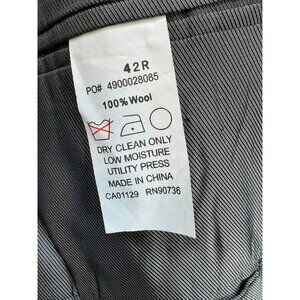 42R
PO# 4900028085
100% Wool
DRY CLEAN ONLY
LOW MOISTURE
UTILITY PRESS
MADE IN CHINA
CA01129 RN90736